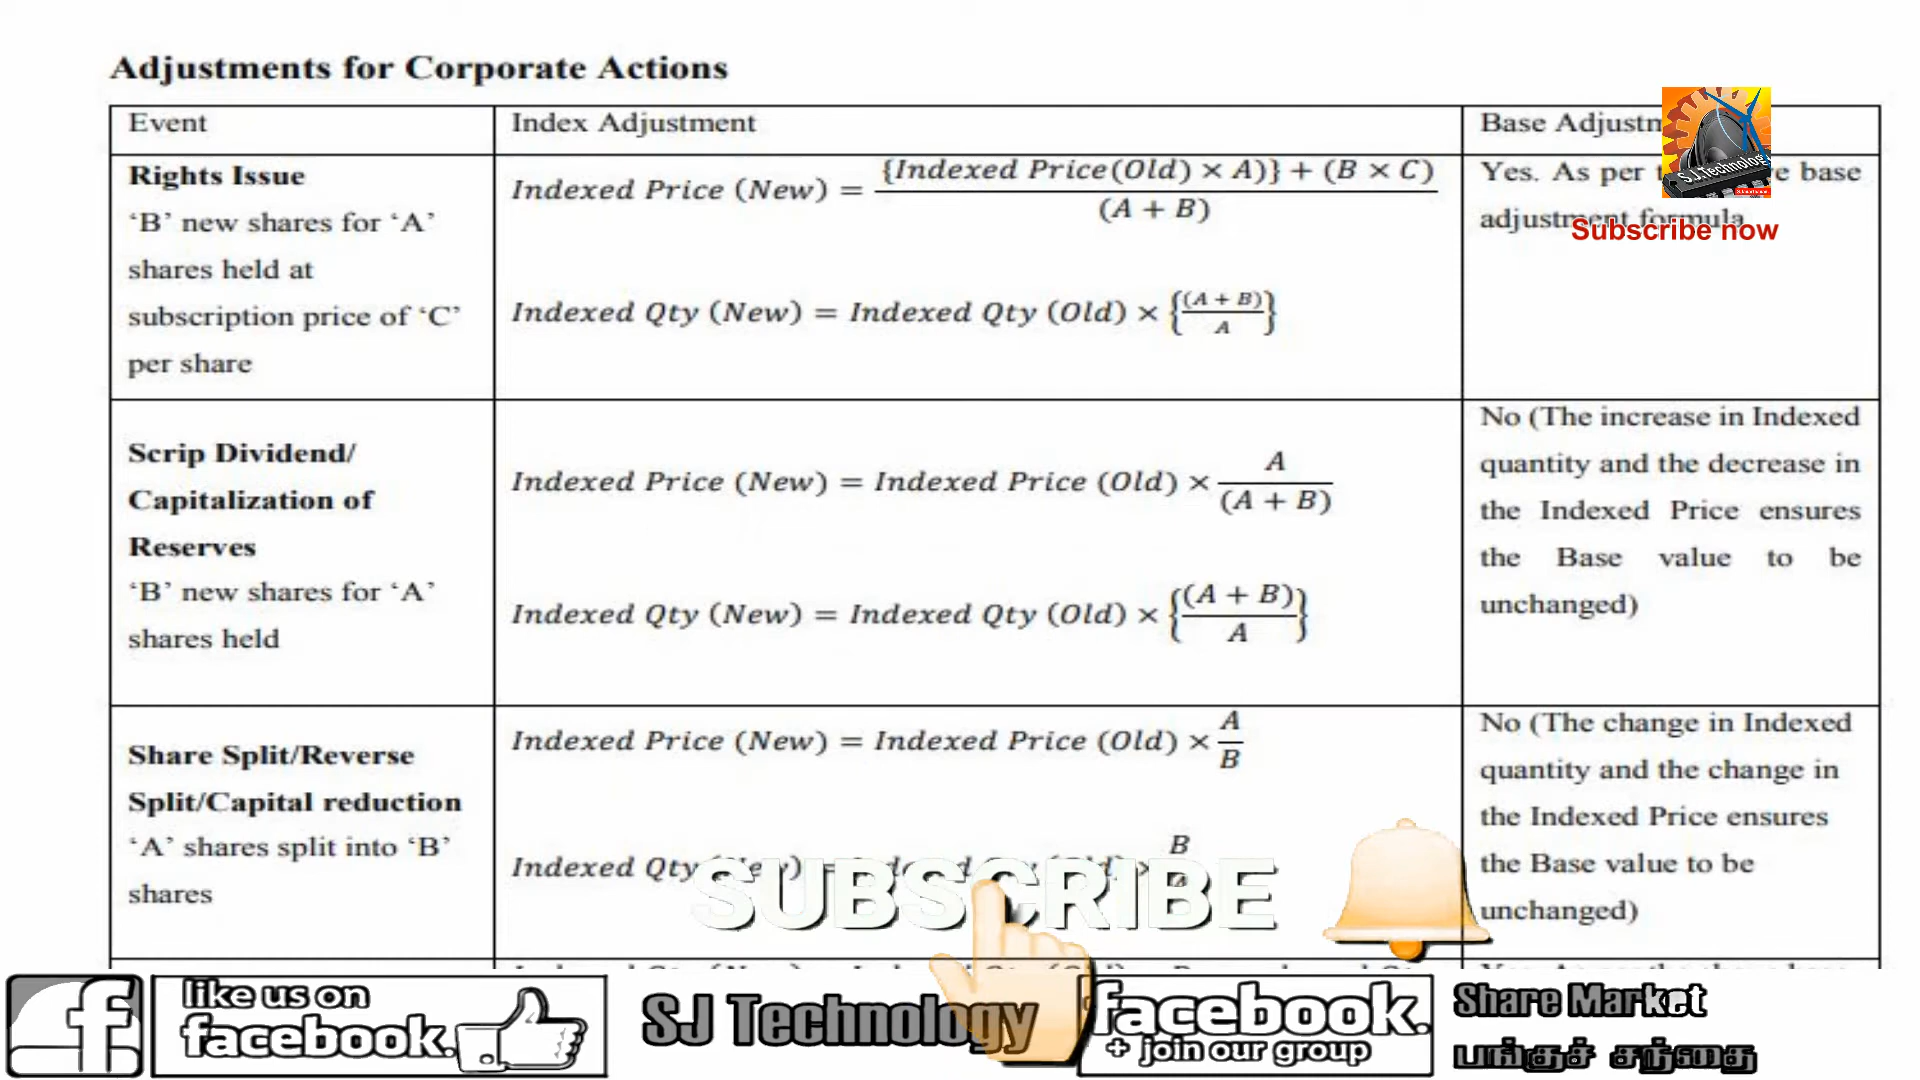 Adjustments for Corporate Actions
Event
Index Adjustment
Base
Rights Issue
‘B’ new shares for ‘A’
shares held at
subscription price of ‘C’
per share
Indexed Price (New) = {Indexed Price(Old) × A)} + (B × C) / (A + B)
Indexed Qty (New) = Indexed Qty (Old) × {(A + B) / A}
Yes. As per base
adjustment formula
S.J.Technology
Subscribe now
Scrip Dividend/
Capitalization of
Reserves
‘B’ new shares for ‘A’
shares held
Indexed Price (New) = Indexed Price (Old) × A / (A + B)
Indexed Qty (New) = Indexed Qty (Old) × {(A + B) / A}
No (The increase in Indexed
quantity and the decrease in
the Indexed Price ensures
the Base value to be
unchanged)
Share Split/Reverse
Split/Capital reduction
‘A’ shares split into ‘B’
shares
Indexed Price (New) = Indexed Price (Old) × A / B
Indexed Qty = × B
No (The change in Indexed
quantity and the change in
the Indexed Price ensures
the Base value to be
unchanged)
SUBSCRIBE
f
like us on
facebook.
SJ Technology
facebook.
+ join our group
Share Market
பங்குச் சந்தை